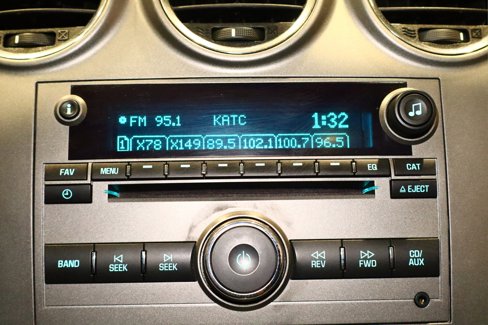 FM 95.1 KATC 1:32
1 X78 X149 89.5 102.1 100.7 96.5
FAV MENU EQ CAT
EJECT
BAND SEEK SEEK REV FWD CD/
AUX